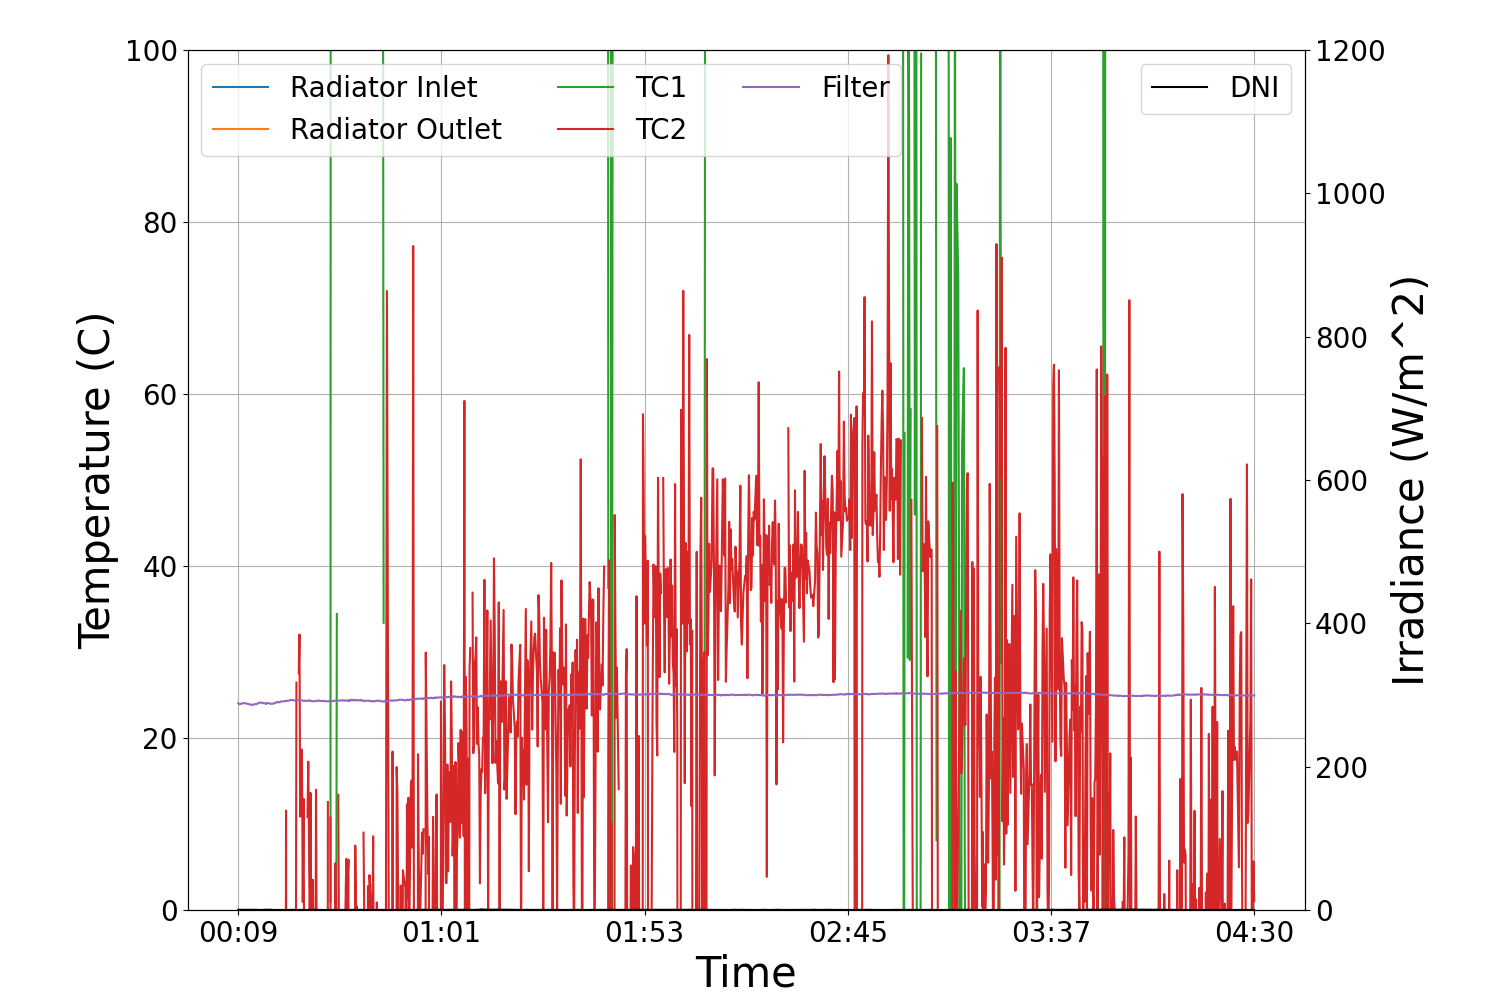 100
80
60
40
20
0
Temperature (C)
Radiator Inlet
Radiator Outlet
TC1
TC2
Filter
DNI
1200
1000
800
600
400
200
0
Irradiance (W/m^2)
00:09
01:01
01:53
02:45
03:37
04:30
Time